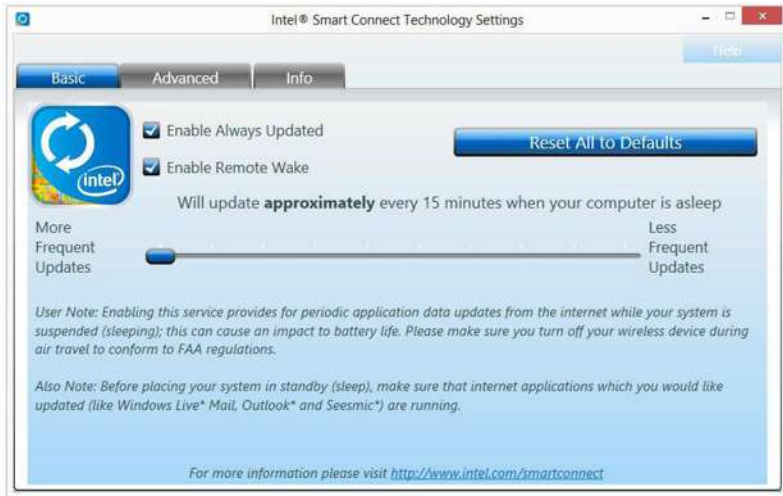 Intel® Smart Connect Technology Settings
Help
Basic Advanced Info
Enable Always Updated
Reset All to Defaults
Enable Remote Wake
(intel)
Will update approximately every 15 minutes when your computer is asleep
More
Frequent
Updates
Less
Frequent
Updates
User Note: Enabling this service provides for periodic application data updates from the internet while your system is
suspended (sleeping); this can cause an impact to battery life. Please make sure you turn off your wireless device during
air travel to conform to FAA regulations.
Also Note: Before placing your system in standby (sleep), make sure that internet applications which you would like
updated (like Windows Live* Mail, Outlook* and Seesmic*) are running.
For more information please visit http://www.intel.com/smartconnect